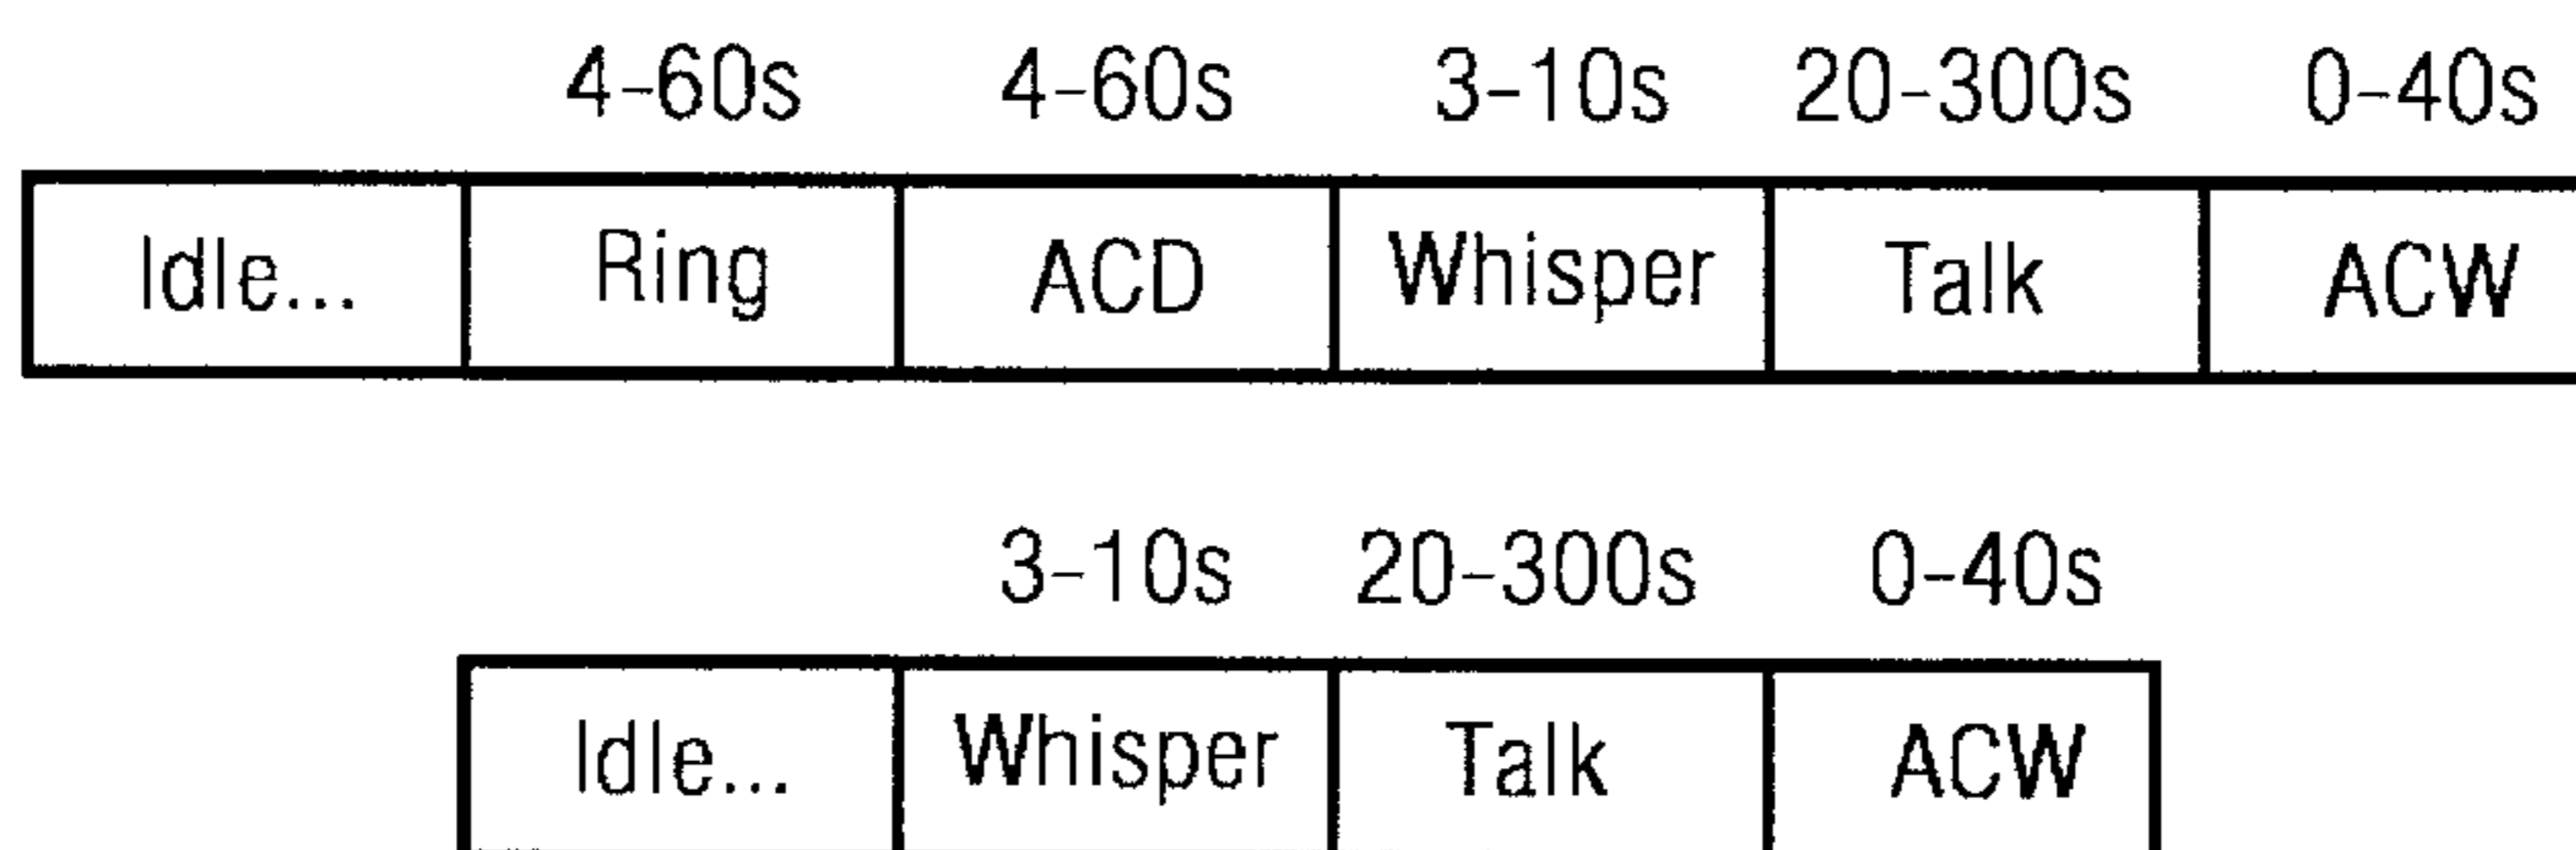 4-60s 4-60s 3-10s 20-300s 0-40s
Idle... Ring ACD Whisper Talk ACW
3-10s 20-300s 0-40s
Idle... Whisper Talk ACW